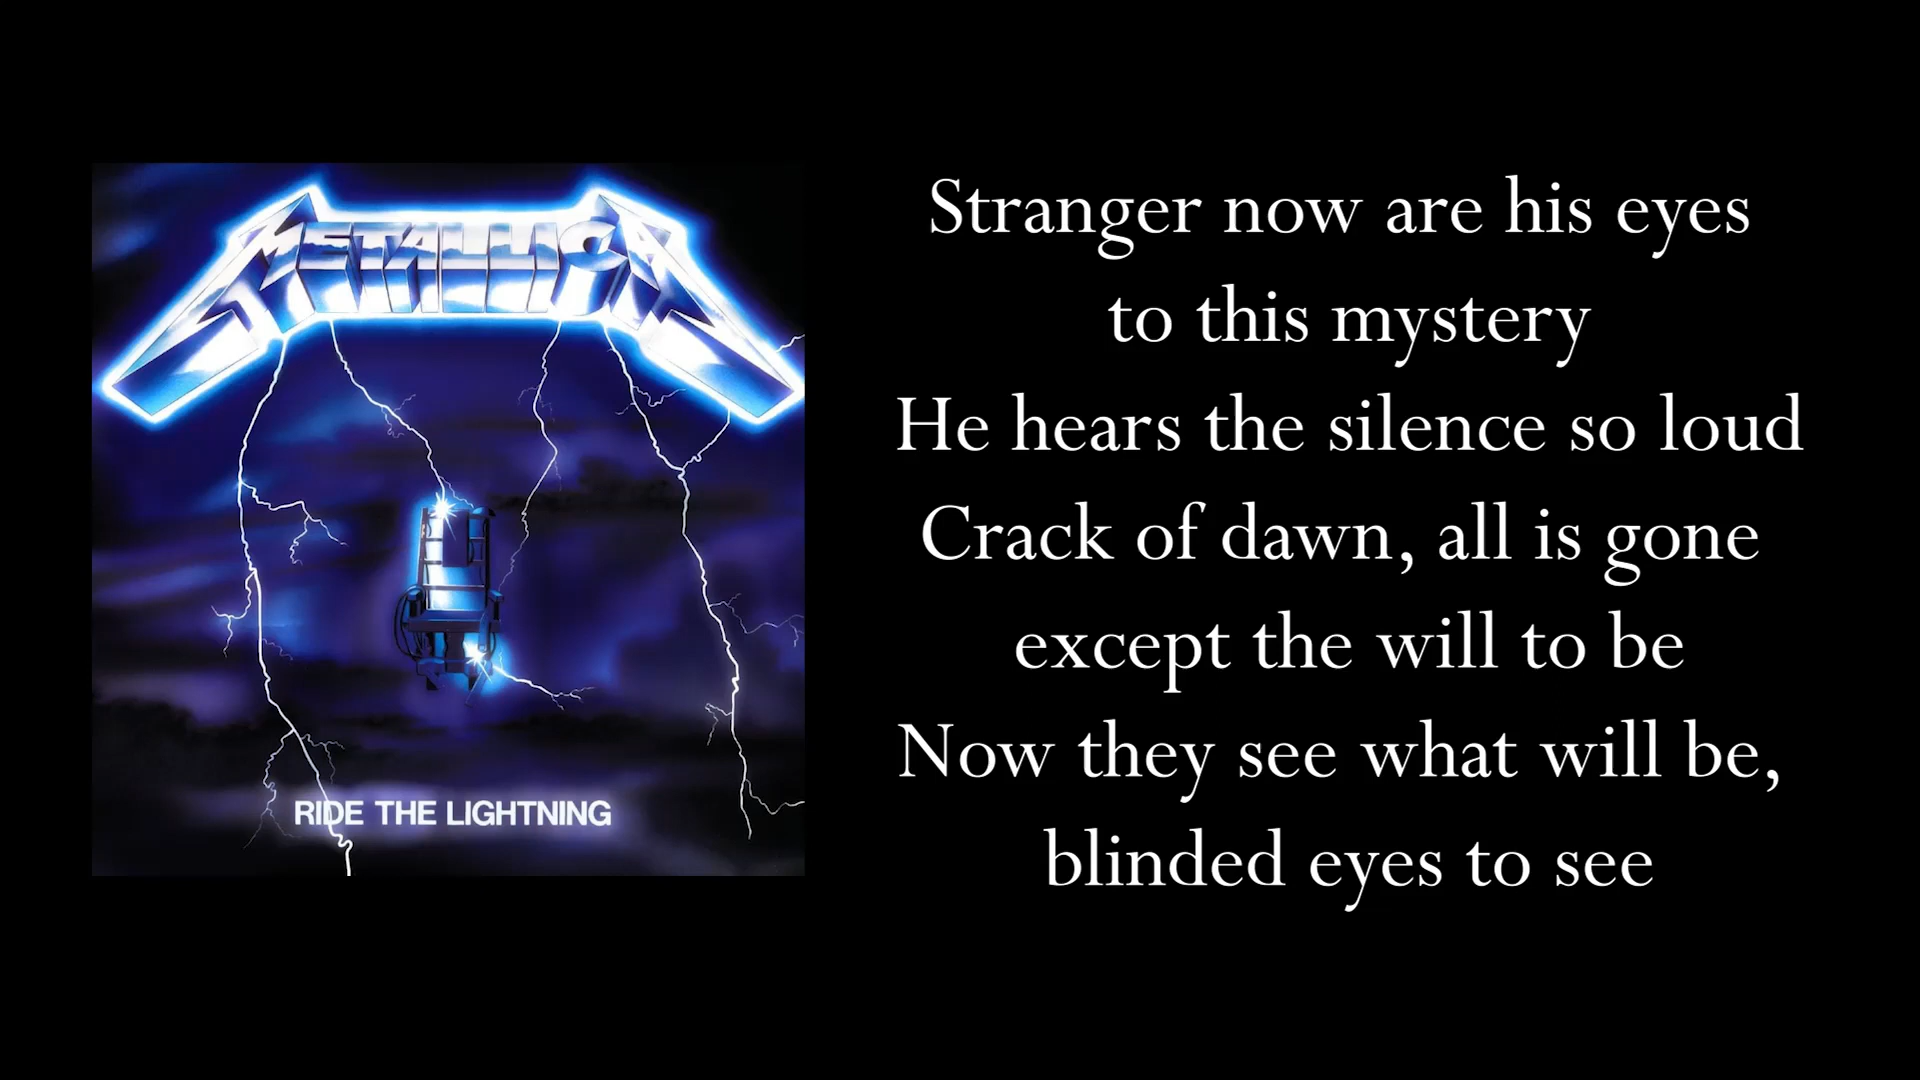 METALLICA
RIDE THE LIGHTNING
Stranger now are his eyes
to this mystery
He hears the silence so loud
Crack of dawn, all is gone
except the will to be
Now they see what will be,
blinded eyes to see